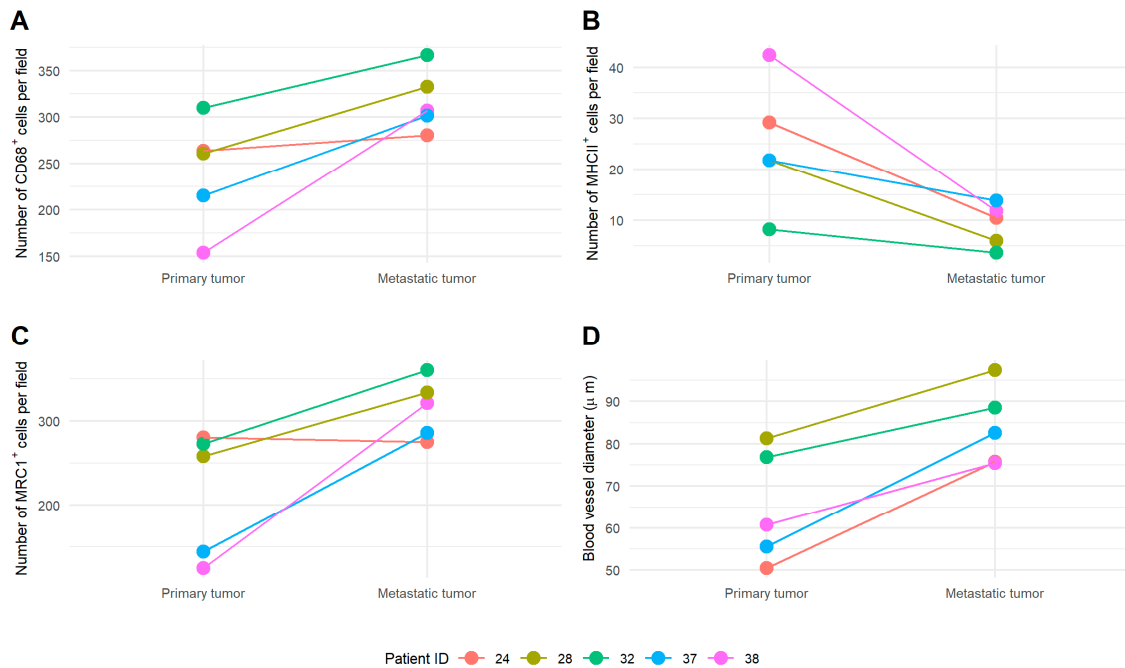 A
Number of CD68+ cells per field
350
300
250
200
150
Primary tumor
Metastatic tumor
B
Number of MHCII + cells per field
40
30
20
10
Primary tumor
Metastatic tumor
C
Number of MRC1+ cells per field
300
200
Primary tumor
Metastatic tumor
D
Blood vessel diameter (μ m)
90
80
70
60
50
Primary tumor
Metastatic tumor
Patient ID 24 28 32 37 38